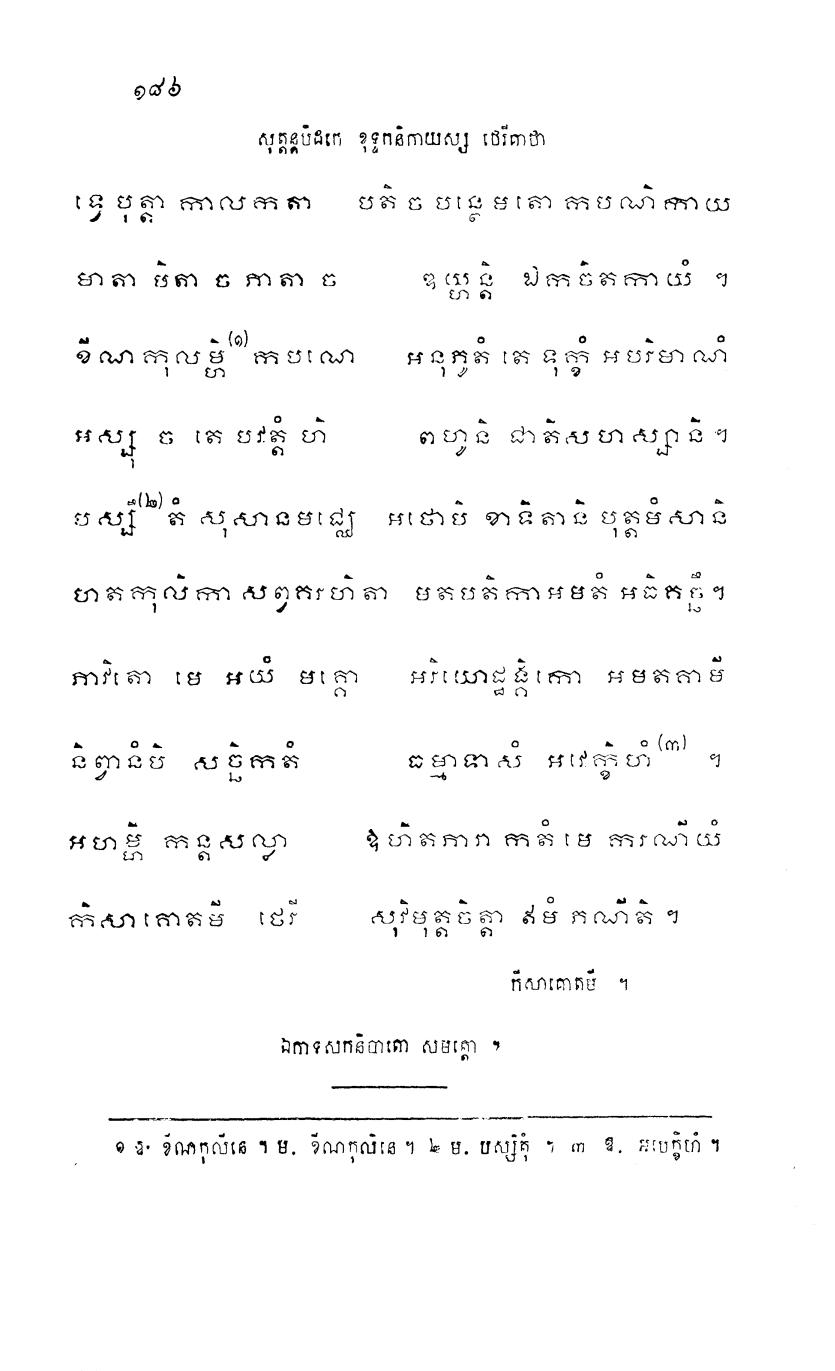 ១៨៦
សុត្តន្តបិដកេ ខុទ្ទកនិកាយស្ស ថេរីគាថា
ទ្វេ បុត្តា កាលកតា បតិ ច បន្ថេ មតោ កបណិកាយ
មាតា បិតា ច ភាតា ច ឌយ្ហន្តិ ឯកចិតកាយំ ។
ខីណកុលម្ហិ(១) កបណេ អនុភូតំ តេ ទុក្ខំ អបរិមាណំ
អស្សុ ច តេ បវត្តំ ហិ ពហូនិ ជាតិសហស្សានិ ។
បស្សឹ(២) តំ សុសានមជ្ឈេ អថោបិ ខាទិតានិ បុត្តមំសានិ
ហតកុលិកា សព្វគរហិតា មតបតិកា អមតំ អធិគច្ឆឹ ។
ភាវិតោ មេ អយំ មគ្គោ អរិយោដ្ឋង្គិកោ អមតគាមី
និព្វានំបិ សច្ឆិកតំ ធម្មាទាសំ អវេក្ខិហំ(៣) ។
អហម្ហិ កន្តសល្លា ឱហិតភារា កតំ មេ ករណីយំ
កិសាគោតមី ថេរី សុវិមុត្តចិត្តា ឥមំ ភណីតិ ។
កីសាគោតមី ។
ឯកាទសកនិបាតោ សមត្តោ ។
១ ឱ. ខីណកុលីនេ ។ ម. ខីណកុលិនេ ។ ២ ម. បស្សិតុំ ។ ៣ ឱ. អបេក្ខិហំ ។